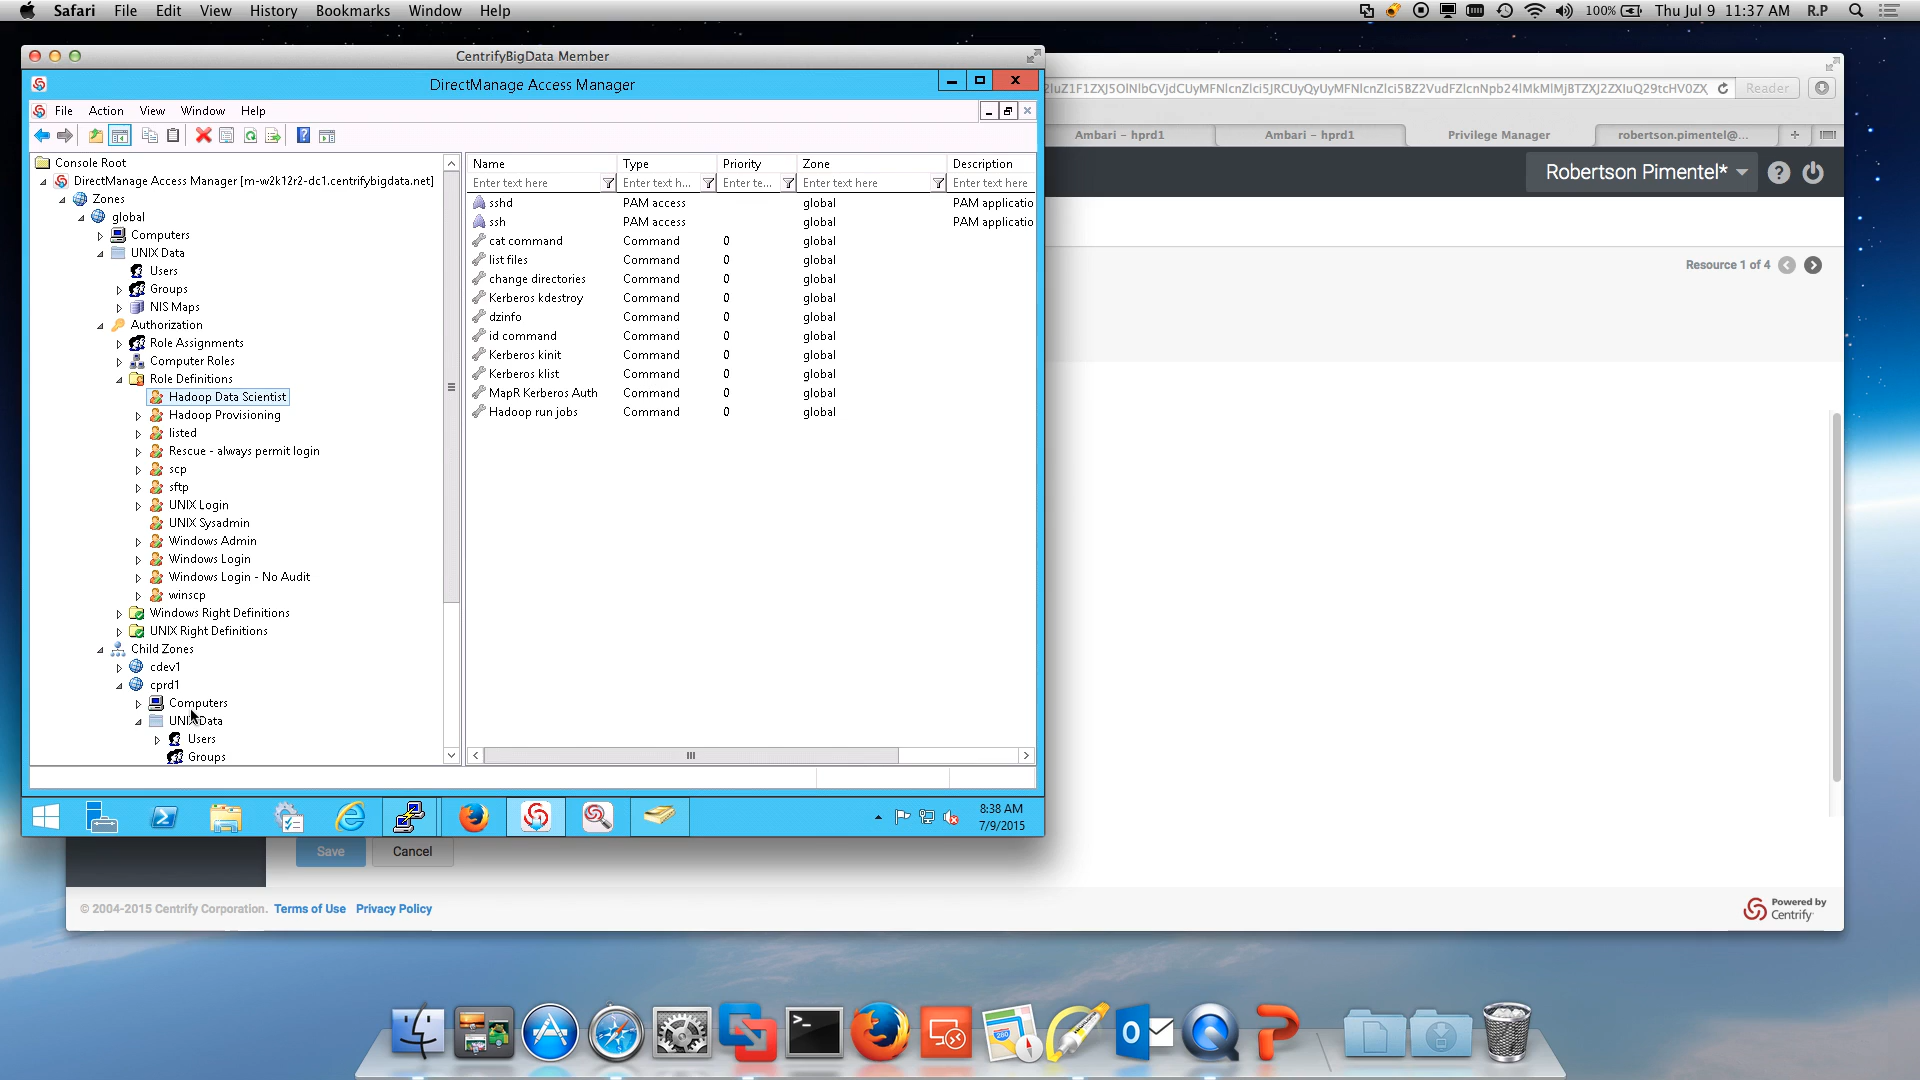 Safari File Edit View History Bookmarks Window Help 100% Thu Jul 9 11:37 AM R.P
CentrifyBigData Member
DirectManage Access Manager
File Action View Window Help
Reader
Ambari – hprd1 Ambari – hprd1 Privilege Manager robertson.pimentel@...
Robertson Pimentel*
Resource 1 of 4
Console Root
DirectManage Access Manager [m-w2k12r2-dc1.centrifybigdata.net]
Zones
global
Computers
UNIX Data
Users
Groups
NIS Maps
Authorization
Role Assignments
Computer Roles
Role Definitions
Hadoop Data Scientist
Hadoop Provisioning
listed
Rescue - always permit login
scp
sftp
UNIX Login
UNIX Sysadmin
Windows Admin
Windows Login
Windows Login - No Audit
winscp
Windows Right Definitions
UNIX Right Definitions
Child Zones
cdev1
cprd1
Computers
UNIX Data
Users
Groups
Name Type Priority Zone Description
Enter text here Enter text h... Enter te... Enter text here Enter text here
sshd PAM access global PAM applicatio
ssh PAM access global PAM applicatio
cat command Command 0 global
list files Command 0 global
change directories Command 0 global
Kerberos kdestroy Command 0 global
dzinfo Command 0 global
id command Command 0 global
Kerberos kinit Command 0 global
Kerberos klist Command 0 global
MapR Kerberos Auth Command 0 global
Hadoop run jobs Command 0 global
8:38 AM
7/9/2015
Save Cancel
© 2004-2015 Centrify Corporation. Terms of Use Privacy Policy
Powered by
Centrify